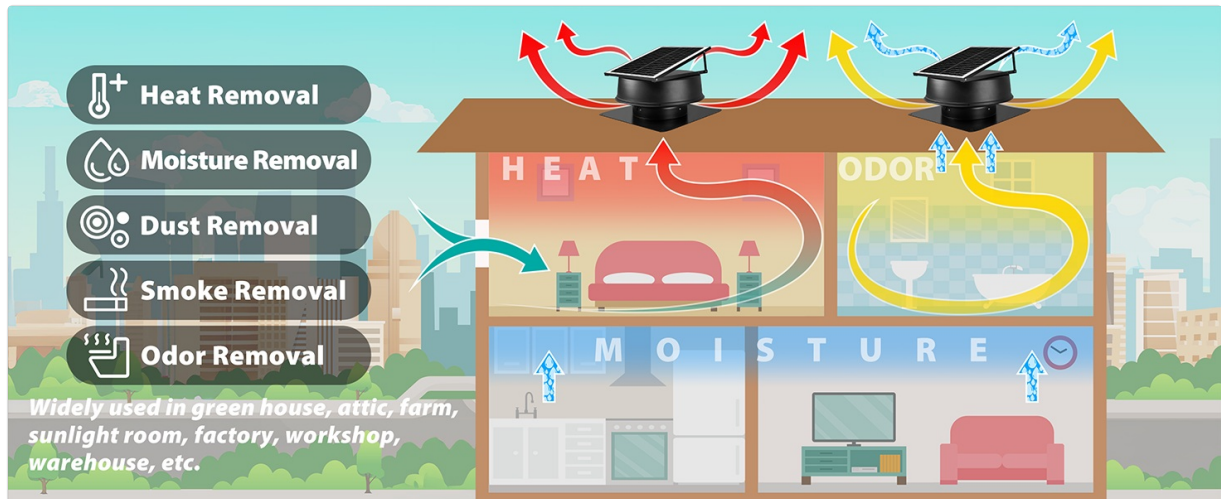 Heat Removal
Moisture Removal
Dust Removal
Smoke Removal
Odor Removal
Widely used in green house, attic, farm,
sunlight room, factory, workshop,
warehouse, etc.
HEAT
ODOR
MOISTURE